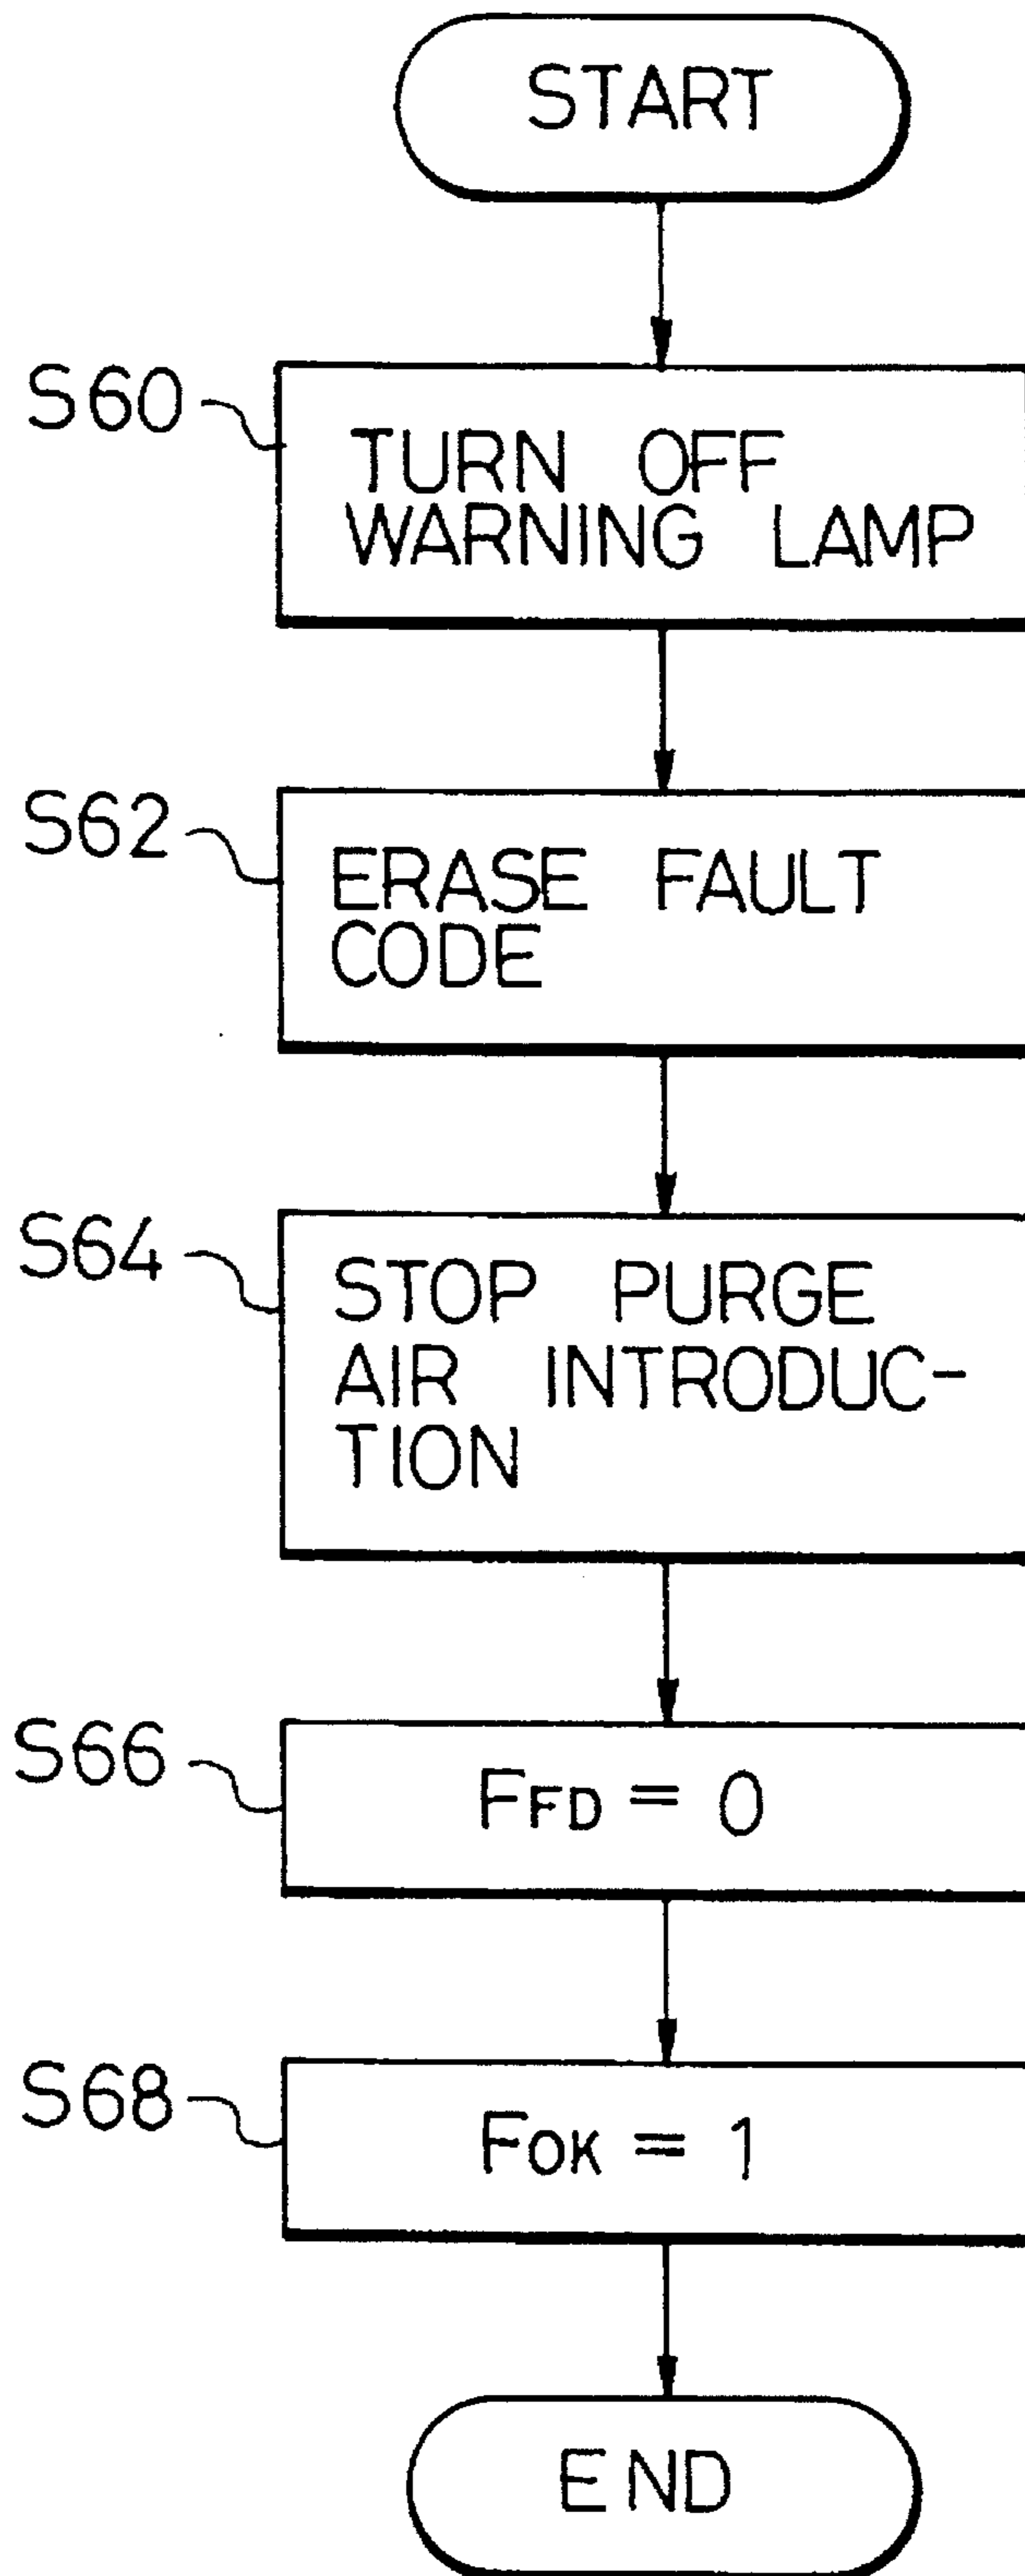 START
S60
TURN OFF
WARNING LAMP
S62
ERASE FAULT
CODE
S64
STOP PURGE
AIR INTRODUC-
TION
S66
FFD = 0
S68
FOK = 1
END